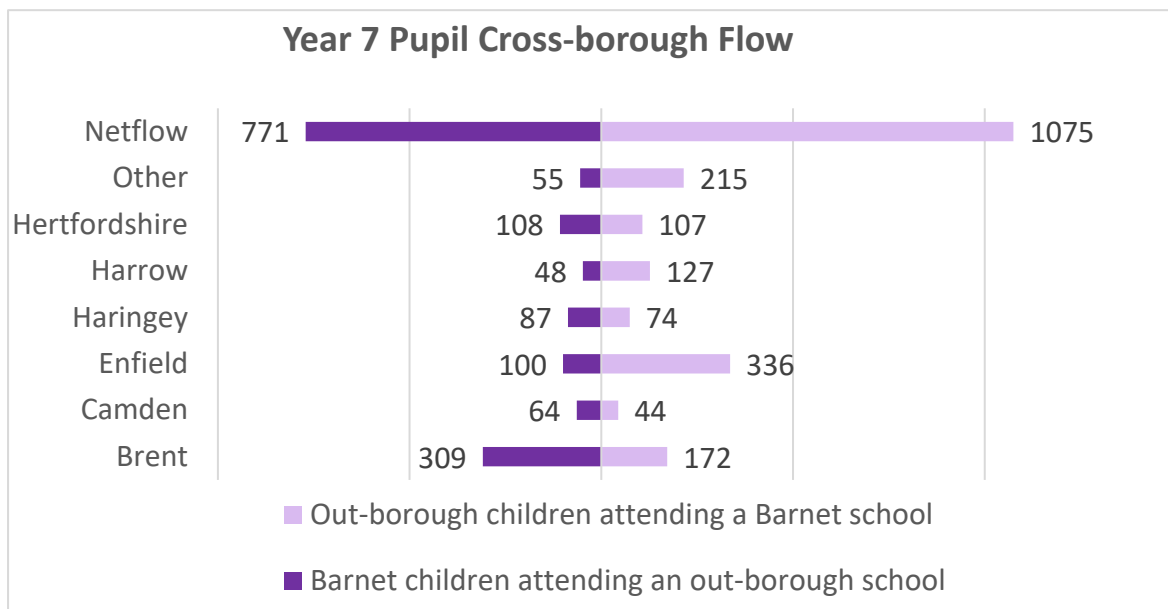 Year 7 Pupil Cross-borough Flow
Netflow 771 1075
Other 55 215
Hertfordshire 108 107
Harrow 48 127
Haringey 87 74
Enfield 100 336
Camden 64 44
Brent 309 172
Out-borough children attending a Barnet school
Barnet children attending an out-borough school